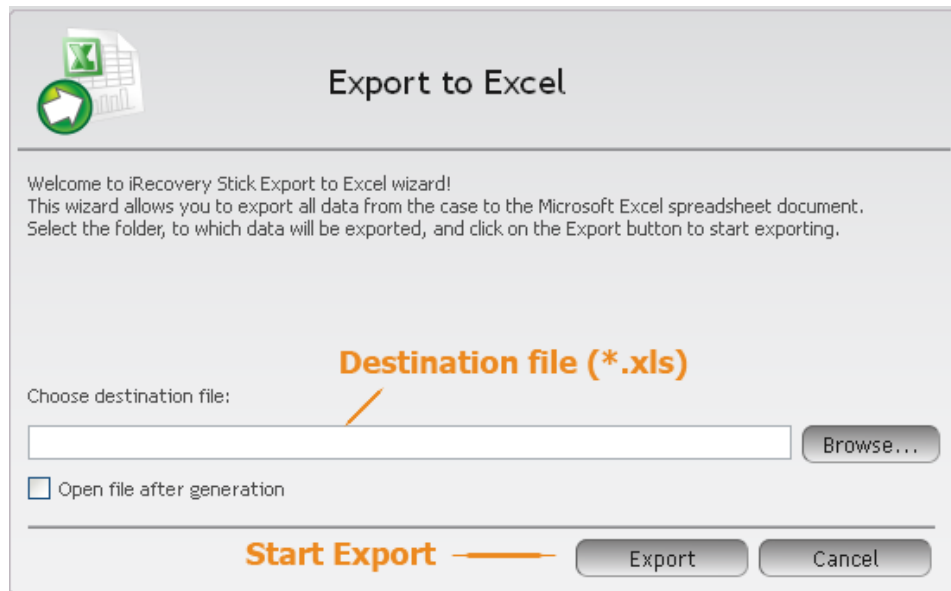 Export to Excel
Welcome to iRecovery Stick Export to Excel wizard!
This wizard allows you to export all data from the case to the Microsoft Excel spreadsheet document.
Select the folder, to which data will be exported, and click on the Export button to start exporting.
Destination file (*.xls)
Choose destination file:
Browse...
Open file after generation
Start Export
Export
Cancel